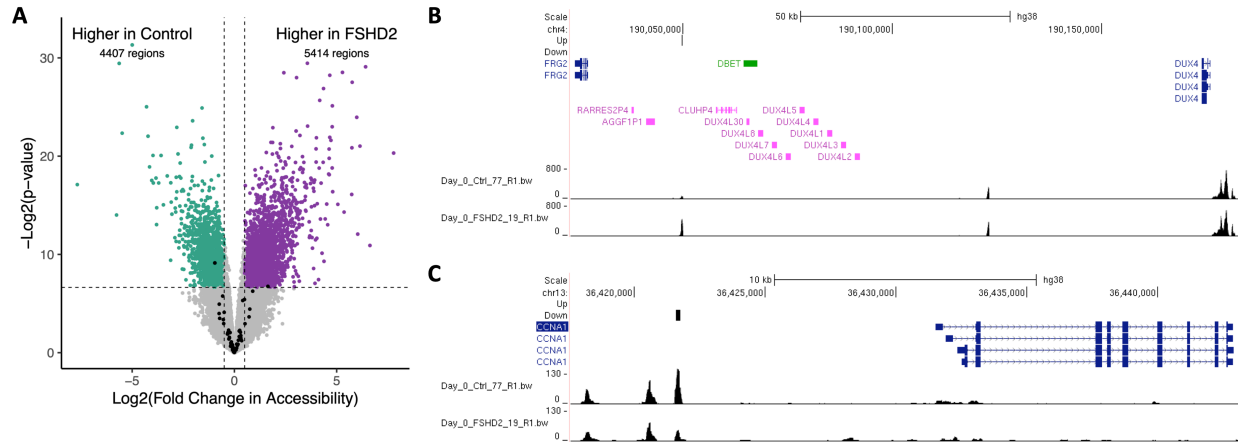 A
Higher in Control
4407 regions
Higher in FSHD2
5414 regions
30
20
10
0
−Log2(p-value)
−5
0
5
Log2(Fold Change in Accessibility)
B
Scale
50 kb
hg38
chr4:
190,050,000
190,100,000
190,150,000
Up
Down
FRG2
DBET
DUX4
FRG2
DUX4
DUX4
DUX4
RARRES2P4
CLUHP4
DUX4L5
AGGF1P1
DUX4L30
DUX4L4
DUX4L8
DUX4L1
DUX4L7
DUX4L3
DUX4L6
DUX4L2
800
Day_0_Ctrl_77_R1.bw
0
800
Day_0_FSHD2_19_R1.bw
0
C
Scale
10 kb
hg38
chr13:
36,420,000
36,425,000
36,430,000
36,435,000
36,440,000
Up
Down
CCNA1
CCNA1
CCNA1
CCNA1
130
Day_0_Ctrl_77_R1.bw
0
130
Day_0_FSHD2_19_R1.bw
0